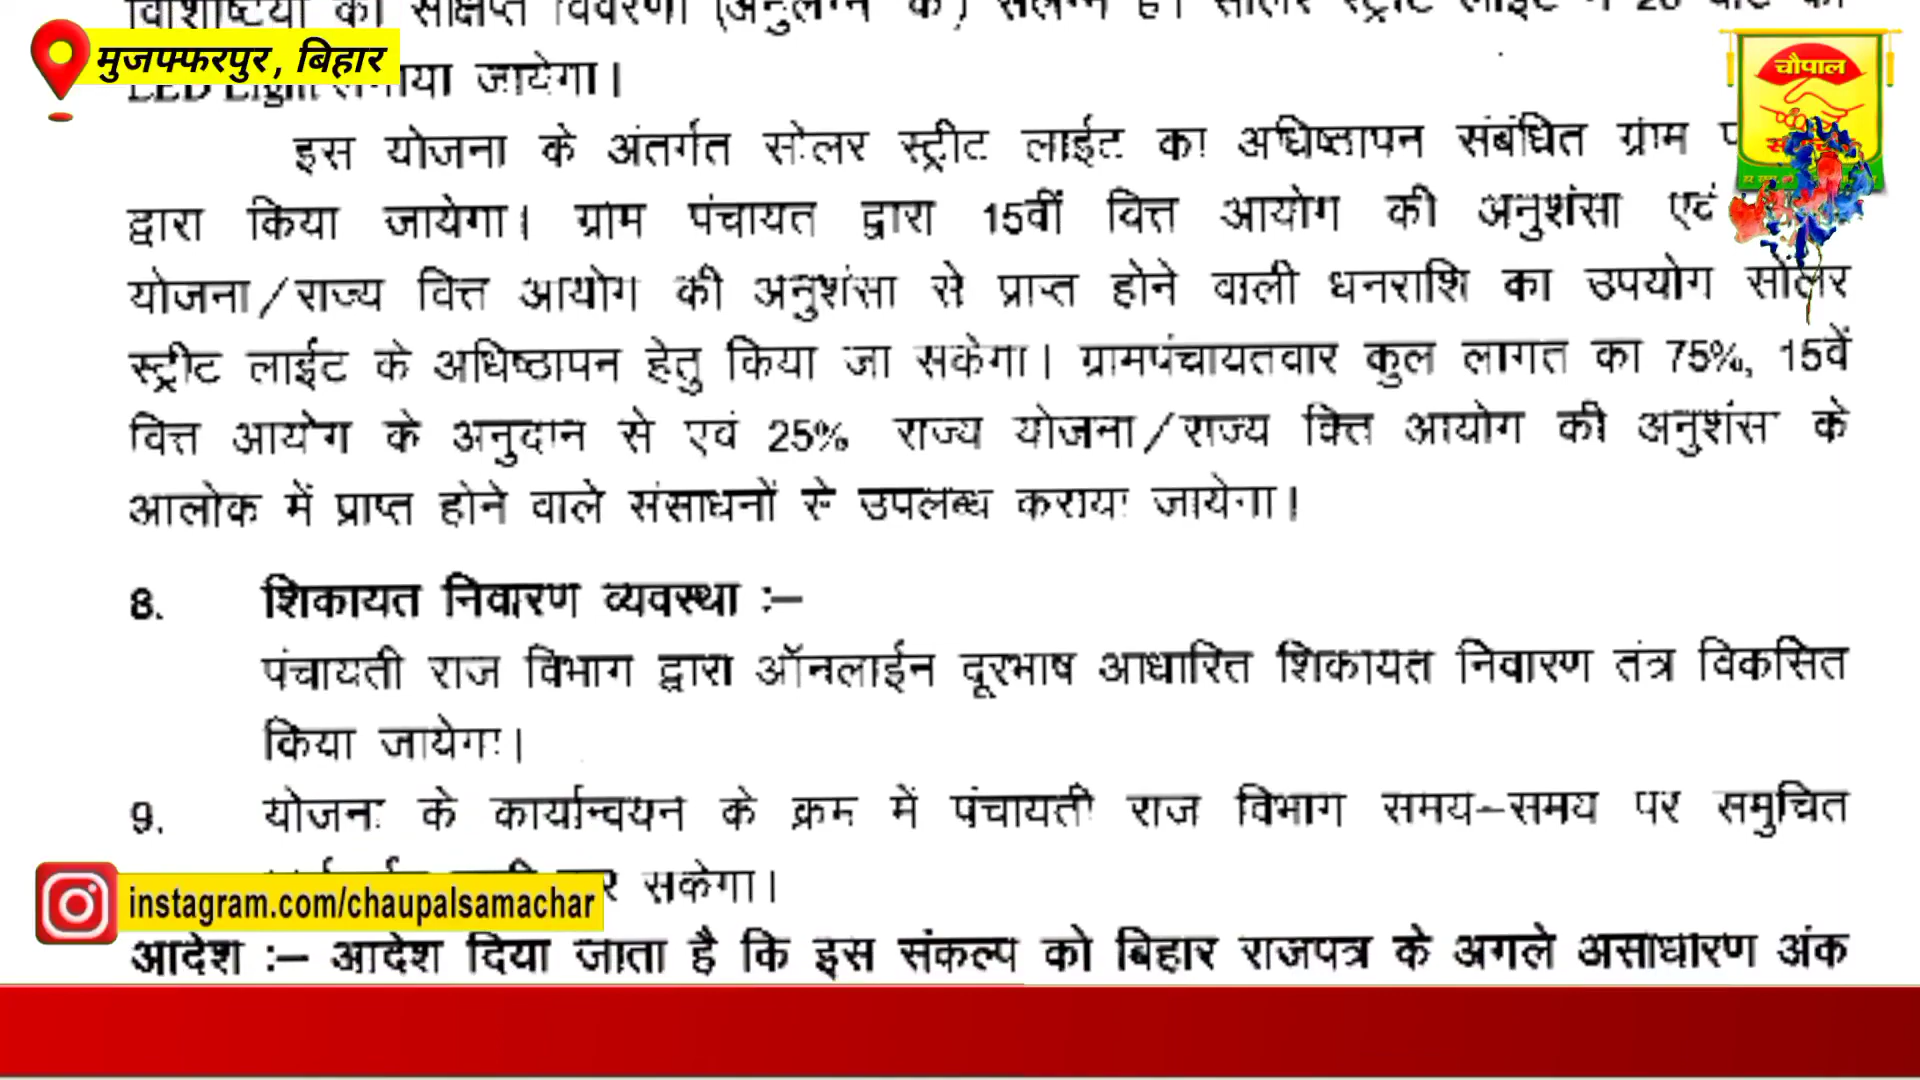 विशिष्टियों की संक्षिप्त विवरणी (अनुलग्न 'क') संलग्न है। सोलर स्ट्रीट लाईट में 20 वाट का
मुजफ्फरपुर, बिहार
LED Light लगाया जायेगा।
चौपाल
इस योजना के अंतर्गत सोलर स्ट्रीट लाईट का अधिष्ठापन संबंधित ग्राम
द्वारा किया जायेगा। ग्राम पंचायत द्वारा 15वीं वित्त आयोग की अनुशंसा एवं
योजना/राज्य वित्त आयोग की अनुशंसा से प्राप्त होने वाली धनराशि का उपयोग सोलर
स्ट्रीट लाईट के अधिष्ठापन हेतु किया जा सकेगा। ग्रामपंचायतवार कुल लागत का 75%, 15वें
वित्त आयोग के अनुदान से एवं 25% राज्य योजना/राज्य वित्त आयोग की अनुशंसा के
आलोक में प्राप्त होने वाले संसाधनों से उपलब्ध कराया जायेगा।
8. शिकायत निवारण व्यवस्था :–
पंचायती राज विभाग द्वारा ऑनलाईन दूरभाष आधारित शिकायत निवारण तंत्र विकसित
किया जायेगा।
9. योजना के कार्यान्वयन के क्रम में पंचायती राज विभाग समय–समय पर समुचित
सकेगा।
instagram.com/chaupalsamachar
आदेश :– आदेश दिया जाता है कि इस संकल्प को बिहार राजपत्र के अगले असाधारण अंक